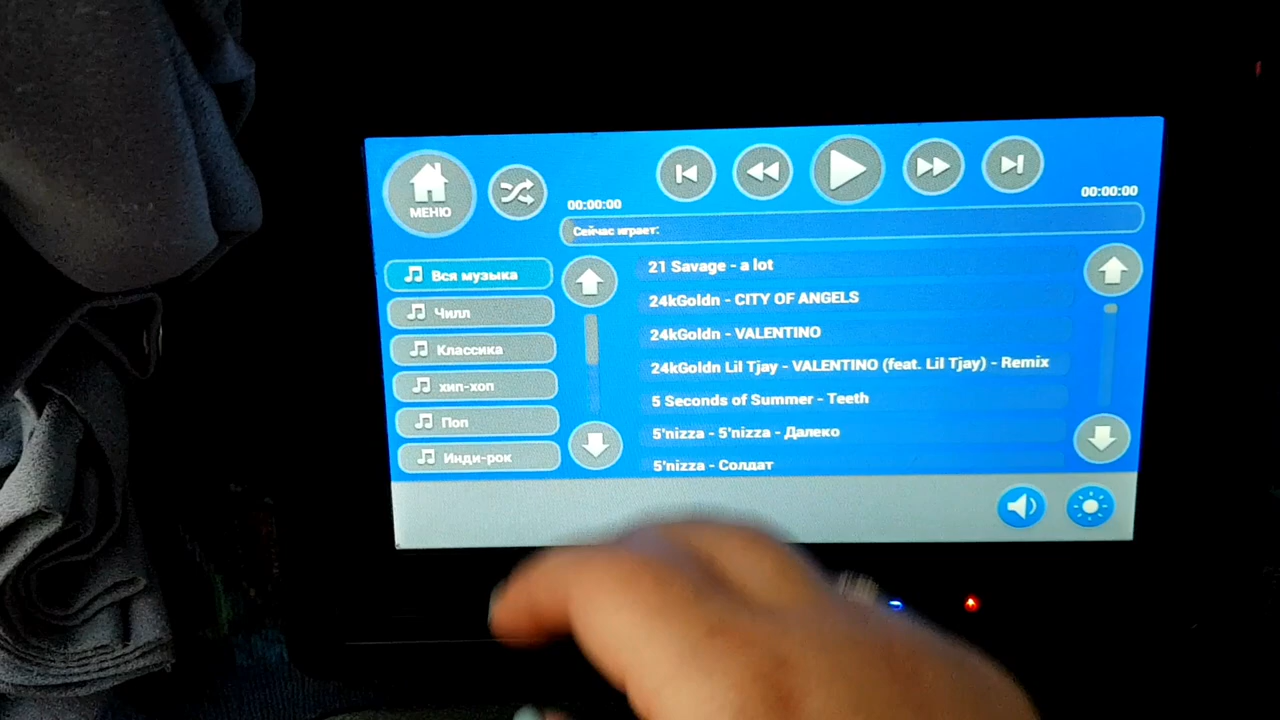 МЕНЮ
00:00:00
00:00:00
Сейчас играет:
Вся музыка
Чилл
Классика
хип-хоп
Поп
Инди-рок
21 Savage - a lot
24kGoldn - CITY OF ANGELS
24kGoldn - VALENTINO
24kGoldn Lil Tjay - VALENTINO (feat. Lil Tjay) - Remix
5 Seconds of Summer - Teeth
5'nizza - 5'nizza - Далеко
5'nizza - Солдат